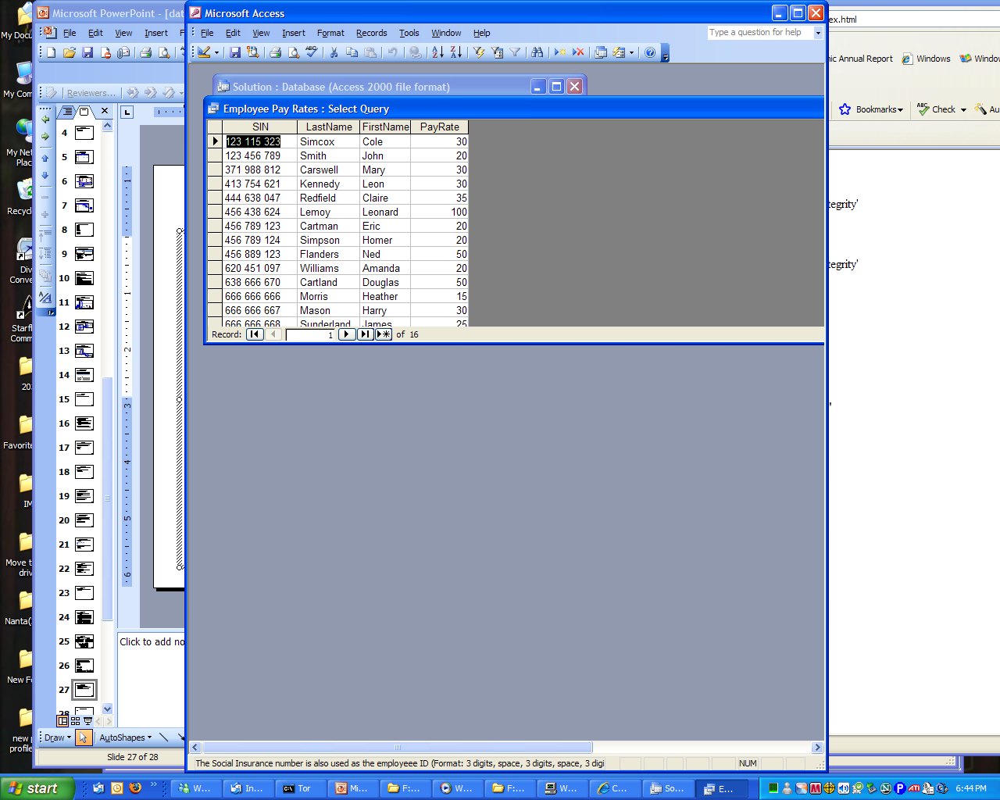 Microsoft PowerPoint - [dat
File Edit View Insert F
Reviewers...
Microsoft Access
File Edit View Insert Format Records Tools Window Help
Type a question for help
Solution : Database (Access 2000 file format)
Employee Pay Rates : Select Query
SIN LastName FirstName PayRate
123 115 323 Simcox Cole 30
123 456 789 Smith John 20
371 988 812 Carswell Mary 30
413 754 621 Kennedy Leon 30
444 638 047 Redfield Claire 35
456 438 624 Lemoy Leonard 100
456 789 123 Cartman Eric 20
456 789 124 Simpson Homer 20
456 889 123 Flanders Ned 50
620 451 097 Williams Amanda 20
638 666 670 Cartland Douglas 50
666 666 666 Morris Heather 15
666 666 667 Mason Harry 30
666 666 668 Sunderland James 25
Record: 1 of 16
The Social Insurance number is also used as the employeee ID (Format: 3 digits, space, 3 digits, space, 3 digi
NUM
ex.html
nic Annual Report Windows Window
Bookmarks Check Au
tegrity'
tegrity'
'
My Docu
My Com
My Net
Plac
Recyc
Div
Conve
Starf
Comm
20
Favorite
IM
Move t
driv
Nanta(
New Fo
new p
profile
4
5
6
7
8
9
10
11
12
13
14
15
16
17
18
19
20
21
22
23
24
25
26
27
28
1
1
2
3
4
5
6
Click to add no
Draw AutoShapes
Slide 27 of 28
start
W... In... Tor Mi... F:... W... F:... W... C... So... E...
6:44 PM